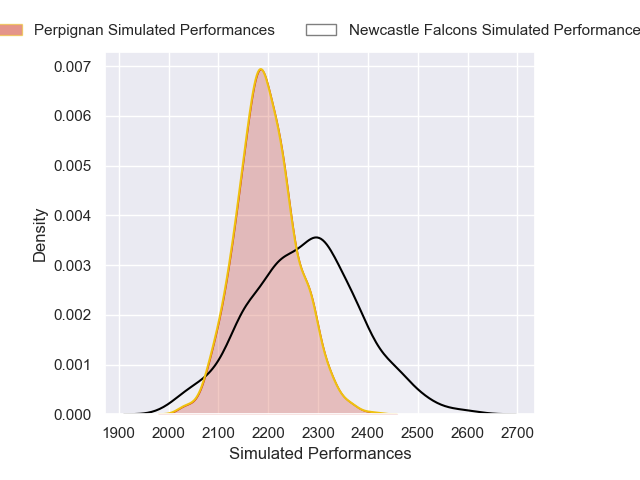 Perpignan Simulated Performances
Newcastle Falcons Simulated Performance
0.007
0.006
0.005
0.004
0.003
0.002
0.001
0.000
Density
1900 2000 2100 2200 2300 2400 2500 2600 2700
Simulated Performances